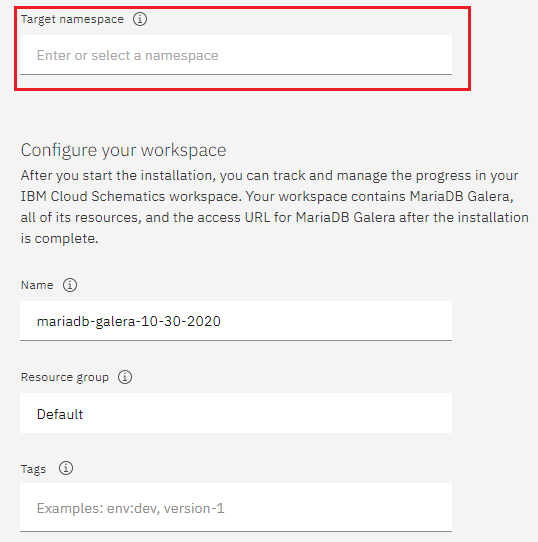 Target namespace
Enter or select a namespace
Configure your workspace
After you start the installation, you can track and manage the progress in your
IBM Cloud Schematics workspace. Your workspace contains MariaDB Galera,
all of its resources, and the access URL for MariaDB Galera after the installation
is complete.
Name
mariadb-galera-10-30-2020
Resource group
Default
Tags
Examples: env:dev, version-1